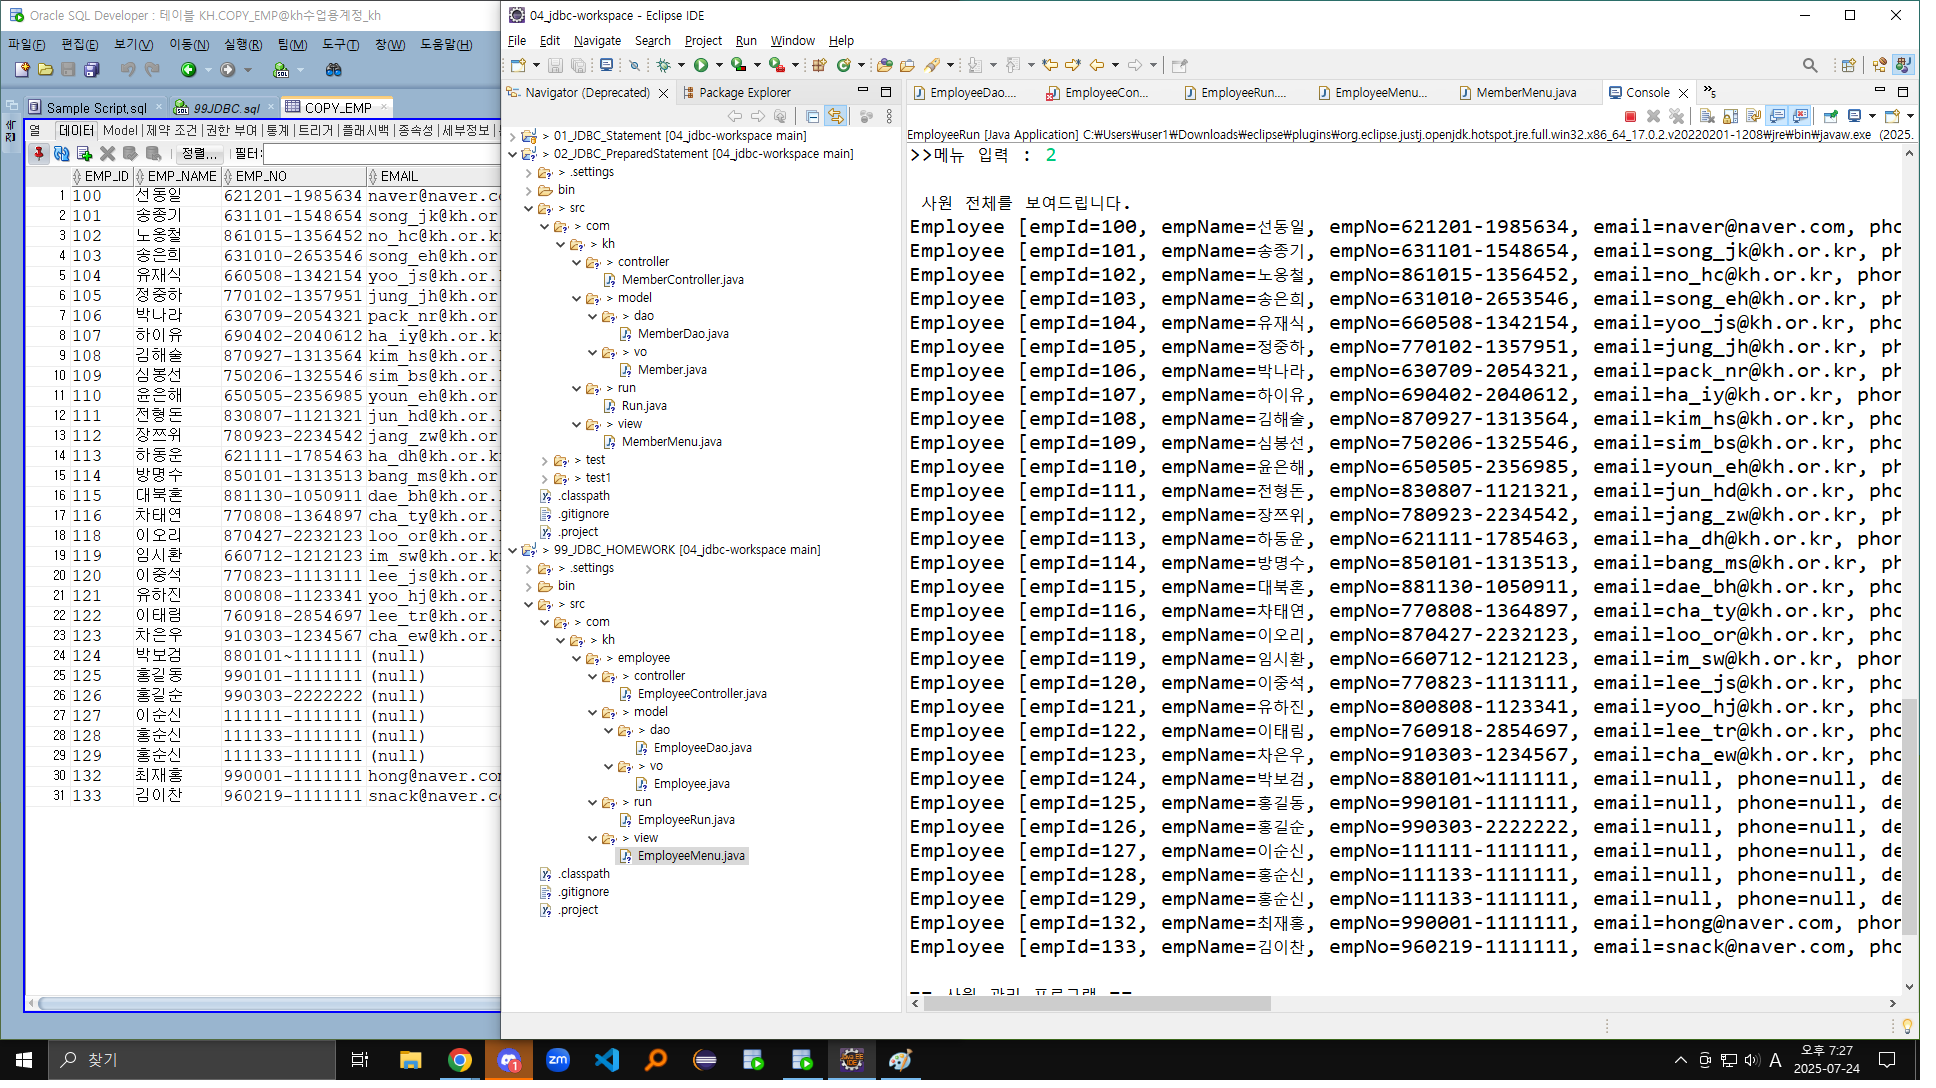 Oracle SQL Developer : 테이블 KH.COPY_EMP@kh수업용계정_kh
파일(F) 편집(E) 보기(V) 이동(N) 실행(R) 팀(M) 도구(T) 창(W) 도움말(H)
Sample Script.sql 99JDBC.sql COPY_EMP
열 데이터 Model 제약 조건 권한 부여 통계 트리거 플래시백 종속성 세부정보
정렬... 필터:
EMP_ID EMP_NAME EMP_NO EMAIL
1 100 선동일 621201-1985634 naver@naver.co
2 101 송종기 631101-1548654 song_jk@kh.or
3 102 노옹철 861015-1356452 no_hc@kh.or.k
4 103 송은희 631010-2653546 song_eh@kh.or
5 104 유재식 660508-1342154 yoo_js@kh.or.
6 105 정중하 770102-1357951 jung_jh@kh.or
7 106 박나라 630709-2054321 pack_nr@kh.or
8 107 하이유 690402-2040612 ha_iy@kh.or.k
9 108 김해술 870927-1313564 kim_hs@kh.or.
10 109 심봉선 750206-1325546 sim_bs@kh.or.
11 110 윤은해 650505-2356985 youn_eh@kh.or
12 111 전형돈 830807-1121321 jun_hd@kh.or.
13 112 장쯔위 780923-2234542 jang_zw@kh.or
14 113 하동운 621111-1785463 ha_dh@kh.or.k
15 114 방명수 850101-1313513 bang_ms@kh.or
16 115 대북혼 881130-1050911 dae_bh@kh.or.
17 116 차태연 770808-1364897 cha_ty@kh.or.
18 118 이오리 870427-2232123 loo_or@kh.or.
19 119 임시환 660712-1212123 im_sw@kh.or.k
20 120 이중석 770823-1113111 lee_js@kh.or.
21 121 유하진 800808-1123341 yoo_hj@kh.or.
22 122 이태림 760918-2854697 lee_tr@kh.or.
23 123 차은우 910303-1234567 cha_ew@kh.or.
24 124 박보검 880101~1111111 (null)
25 125 홍길동 990101-1111111 (null)
26 126 홍길순 990303-2222222 (null)
27 127 이순신 111111-1111111 (null)
28 128 홍순신 111133-1111111 (null)
29 129 홍순신 111133-1111111 (null)
30 132 최재홍 990001-1111111 hong@naver.com
31 133 김이찬 960219-1111111 snack@naver.c
04_jdbc-workspace - Eclipse IDE
File Edit Navigate Search Project Run Window Help
Navigator (Deprecated) Package Explorer
> 01_JDBC_Statement [04_jdbc-workspace main]
> 02_JDBC_PreparedStatement [04_jdbc-workspace main]
> .settings
bin
> src
> com
> kh
> controller
MemberController.java
> model
> dao
MemberDao.java
> vo
Member.java
> run
Run.java
> view
MemberMenu.java
> test
> test1
.classpath
.gitignore
.project
> 99_JDBC_HOMEWORK [04_jdbc-workspace main]
> .settings
bin
> src
> com
> kh
> employee
> controller
EmployeeController.java
> model
> dao
EmployeeDao.java
> vo
Employee.java
> run
EmployeeRun.java
> view
EmployeeMenu.java
.classpath
.gitignore
.project
EmployeeDao.... EmployeeCon... EmployeeRun.... EmployeeMenu... MemberMenu.java Console »5
EmployeeRun [Java Application] C:₩Users₩user1₩Downloads₩eclipse₩plugins₩org.eclipse.justj.openjdk.hotspot.jre.full.win32.x86_64_17.0.2.v20220201-1208₩jre₩bin₩javaw.exe (2025.
>>메뉴 입력 : 2
사원 전체를 보여드립니다.
Employee [empId=100, empName=선동일, empNo=621201-1985634, email=naver@naver.com, pho
Employee [empId=101, empName=송종기, empNo=631101-1548654, email=song_jk@kh.or.kr, ph
Employee [empId=102, empName=노옹철, empNo=861015-1356452, email=no_hc@kh.or.kr, phon
Employee [empId=103, empName=송은희, empNo=631010-2653546, email=song_eh@kh.or.kr, ph
Employee [empId=104, empName=유재식, empNo=660508-1342154, email=yoo_js@kh.or.kr, pho
Employee [empId=105, empName=정중하, empNo=770102-1357951, email=jung_jh@kh.or.kr, ph
Employee [empId=106, empName=박나라, empNo=630709-2054321, email=pack_nr@kh.or.kr, ph
Employee [empId=107, empName=하이유, empNo=690402-2040612, email=ha_iy@kh.or.kr, phon
Employee [empId=108, empName=김해술, empNo=870927-1313564, email=kim_hs@kh.or.kr, pho
Employee [empId=109, empName=심봉선, empNo=750206-1325546, email=sim_bs@kh.or.kr, pho
Employee [empId=110, empName=윤은해, empNo=650505-2356985, email=youn_eh@kh.or.kr, ph
Employee [empId=111, empName=전형돈, empNo=830807-1121321, email=jun_hd@kh.or.kr, pho
Employee [empId=112, empName=장쯔위, empNo=780923-2234542, email=jang_zw@kh.or.kr, ph
Employee [empId=113, empName=하동운, empNo=621111-1785463, email=ha_dh@kh.or.kr, phon
Employee [empId=114, empName=방명수, empNo=850101-1313513, email=bang_ms@kh.or.kr, ph
Employee [empId=115, empName=대북혼, empNo=881130-1050911, email=dae_bh@kh.or.kr, pho
Employee [empId=116, empName=차태연, empNo=770808-1364897, email=cha_ty@kh.or.kr, pho
Employee [empId=118, empName=이오리, empNo=870427-2232123, email=loo_or@kh.or.kr, pho
Employee [empId=119, empName=임시환, empNo=660712-1212123, email=im_sw@kh.or.kr, phon
Employee [empId=120, empName=이중석, empNo=770823-1113111, email=lee_js@kh.or.kr, pho
Employee [empId=121, empName=유하진, empNo=800808-1123341, email=yoo_hj@kh.or.kr, pho
Employee [empId=122, empName=이태림, empNo=760918-2854697, email=lee_tr@kh.or.kr, pho
Employee [empId=123, empName=차은우, empNo=910303-1234567, email=cha_ew@kh.or.kr, pho
Employee [empId=124, empName=박보검, empNo=880101~1111111, email=null, phone=null, de
Employee [empId=125, empName=홍길동, empNo=990101-1111111, email=null, phone=null, de
Employee [empId=126, empName=홍길순, empNo=990303-2222222, email=null, phone=null, de
Employee [empId=127, empName=이순신, empNo=111111-1111111, email=null, phone=null, de
Employee [empId=128, empName=홍순신, empNo=111133-1111111, email=null, phone=null, de
Employee [empId=129, empName=홍순신, empNo=111133-1111111, email=null, phone=null, de
Employee [empId=132, empName=최재홍, empNo=990001-1111111, email=hong@naver.com, phon
Employee [empId=133, empName=김이찬, empNo=960219-1111111, email=snack@naver.com, pho
== 사원 관리 프로그램 ==
찾기
A
오후 7:27
2025-07-24